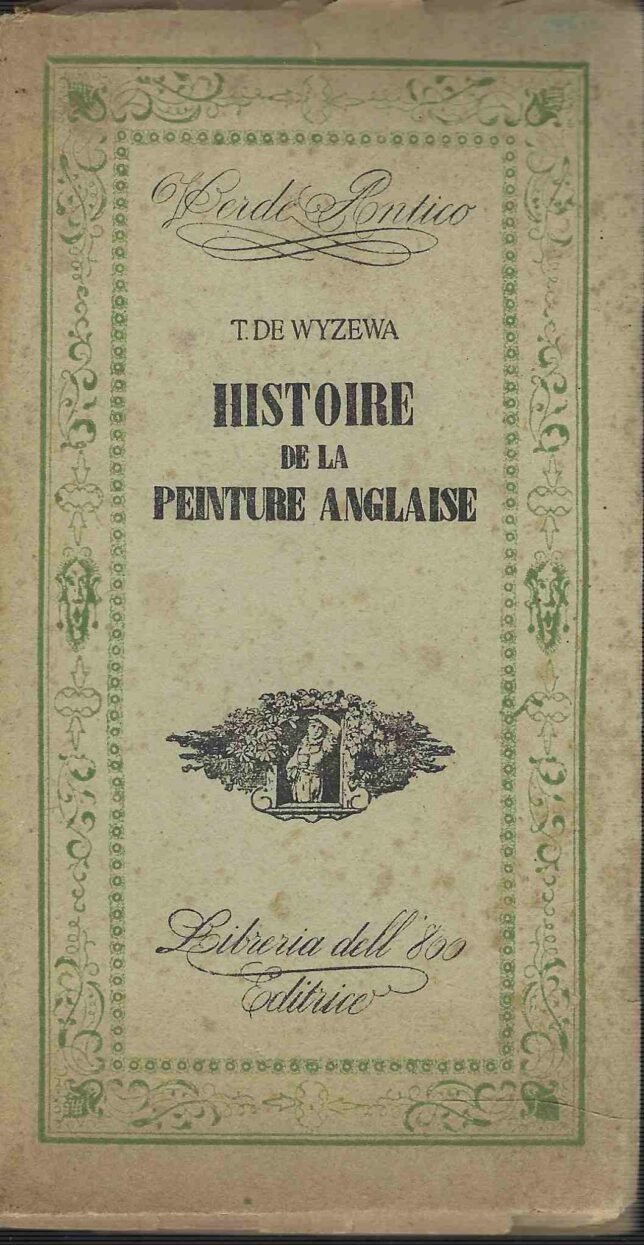 Verde Antico
T. DE WYZEWA
HISTOIRE
DE LA
PEINTURE ANGLAISE
Libreria dell'800
Editrice